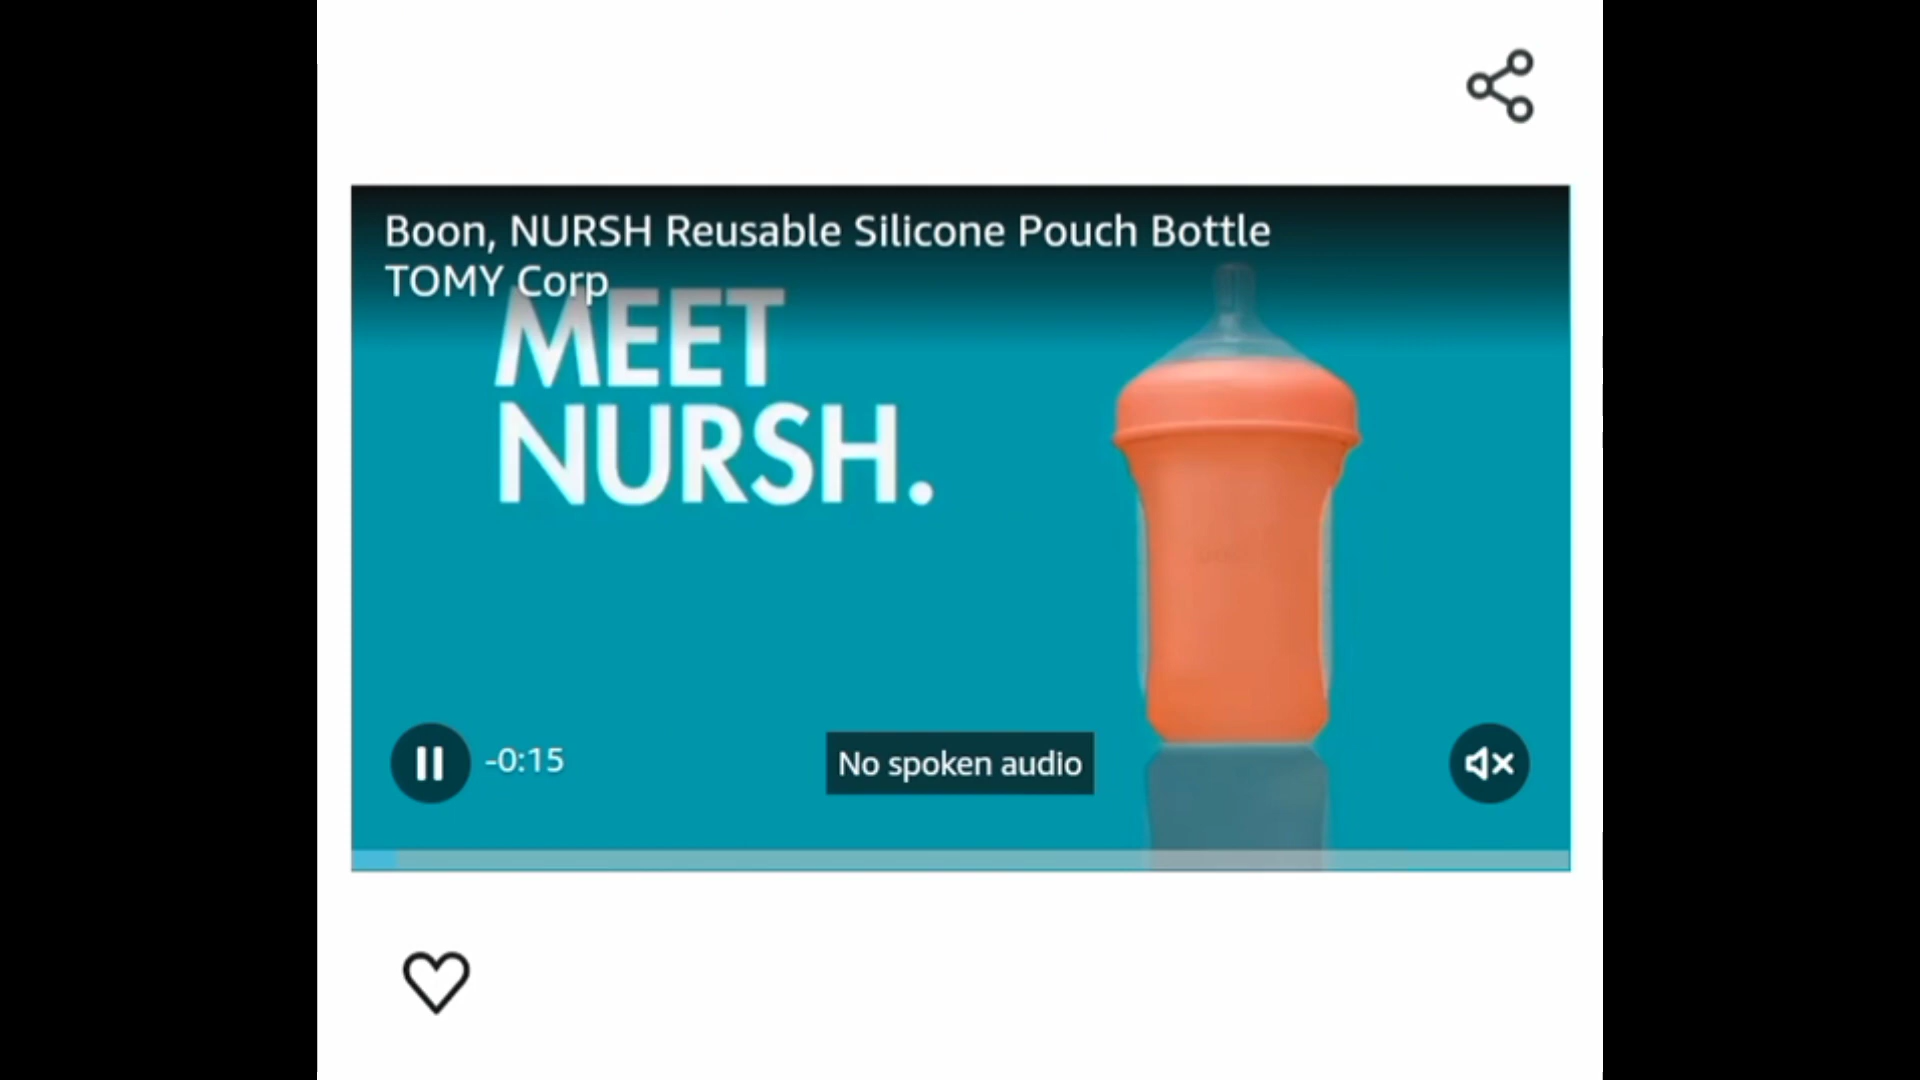 Boon, NURSH Reusable Silicone Pouch Bottle
TOMY Corp
MEET
NURSH.
-0:15
No spoken audio